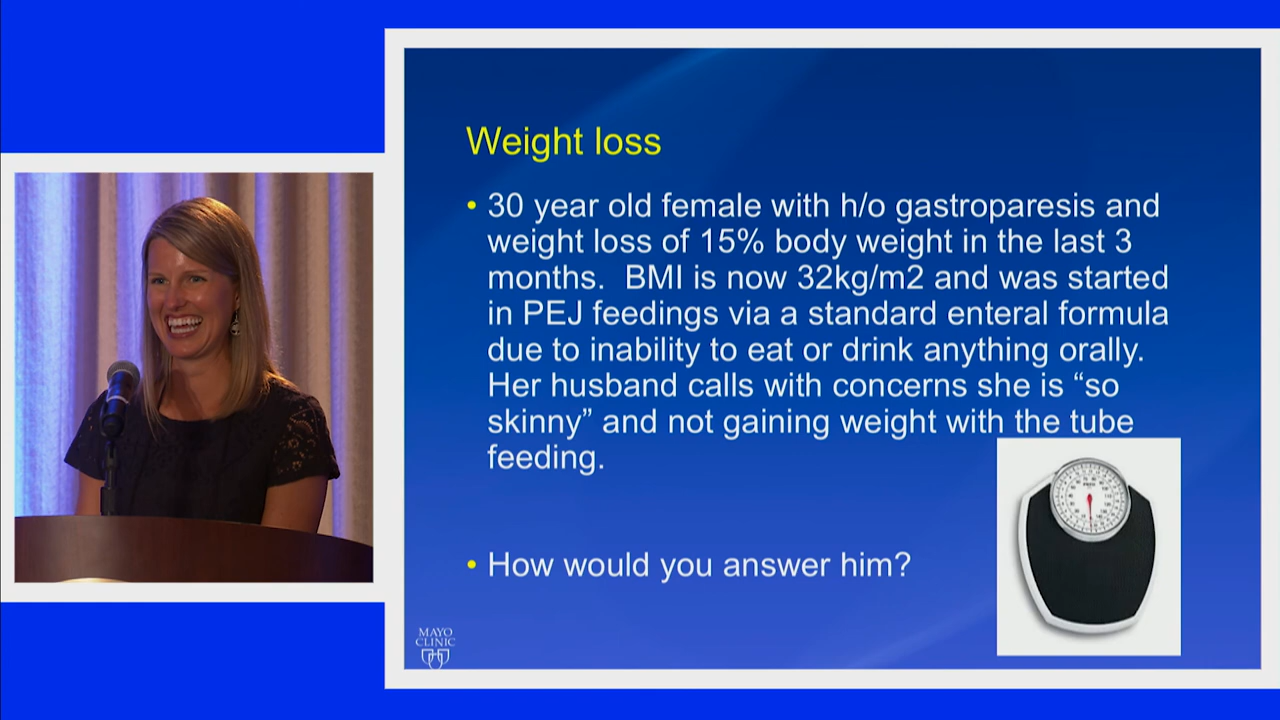 Weight loss
• 30 year old female with h/o gastroparesis and
weight loss of 15% body weight in the last 3
months.  BMI is now 32kg/m2 and was started
in PEJ feedings via a standard enteral formula
due to inability to eat or drink anything orally.
Her husband calls with concerns she is “so
skinny” and not gaining weight with the tube
feeding.
• How would you answer him?
MAYO
CLINIC